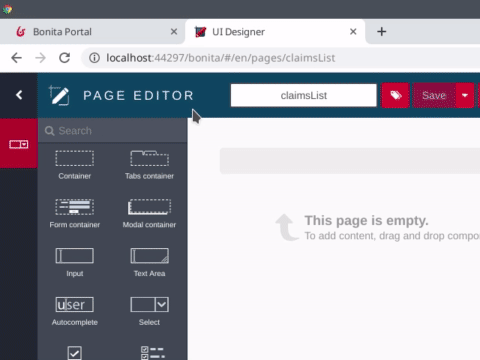 Bonita Portal
UI Designer
localhost:44297/bonita/#/en/pages/claimsList
PAGE EDITOR
claimsList
Save
Search
Container
Tabs container
Form container
Modal container
Input
Text Area
user
Autocomplete
Select
This page is empty.
To add content, drag and drop compo